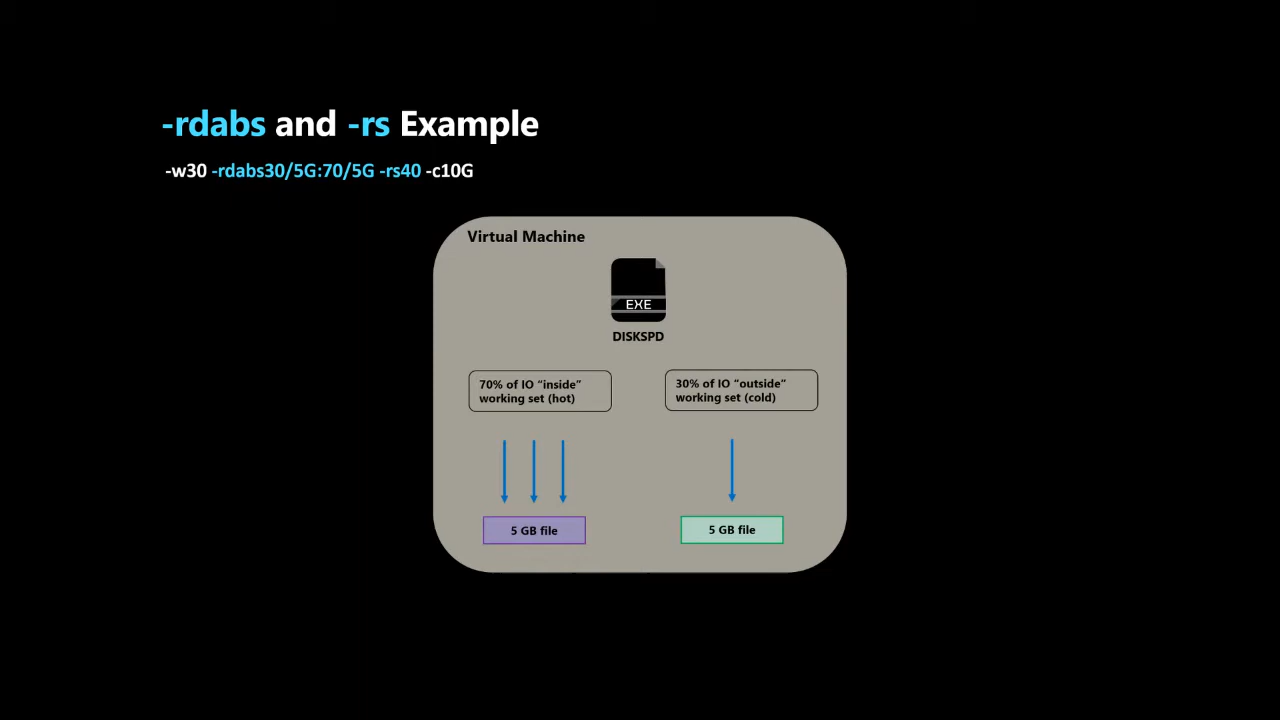 -rdabs and -rs Example
-w30 -rdabs30/5G:70/5G -rs40 -c10G
Virtual Machine
EXE
DISKSPD
70% of IO “inside”
working set (hot)
30% of IO “outside”
working set (cold)
5 GB file
5 GB file